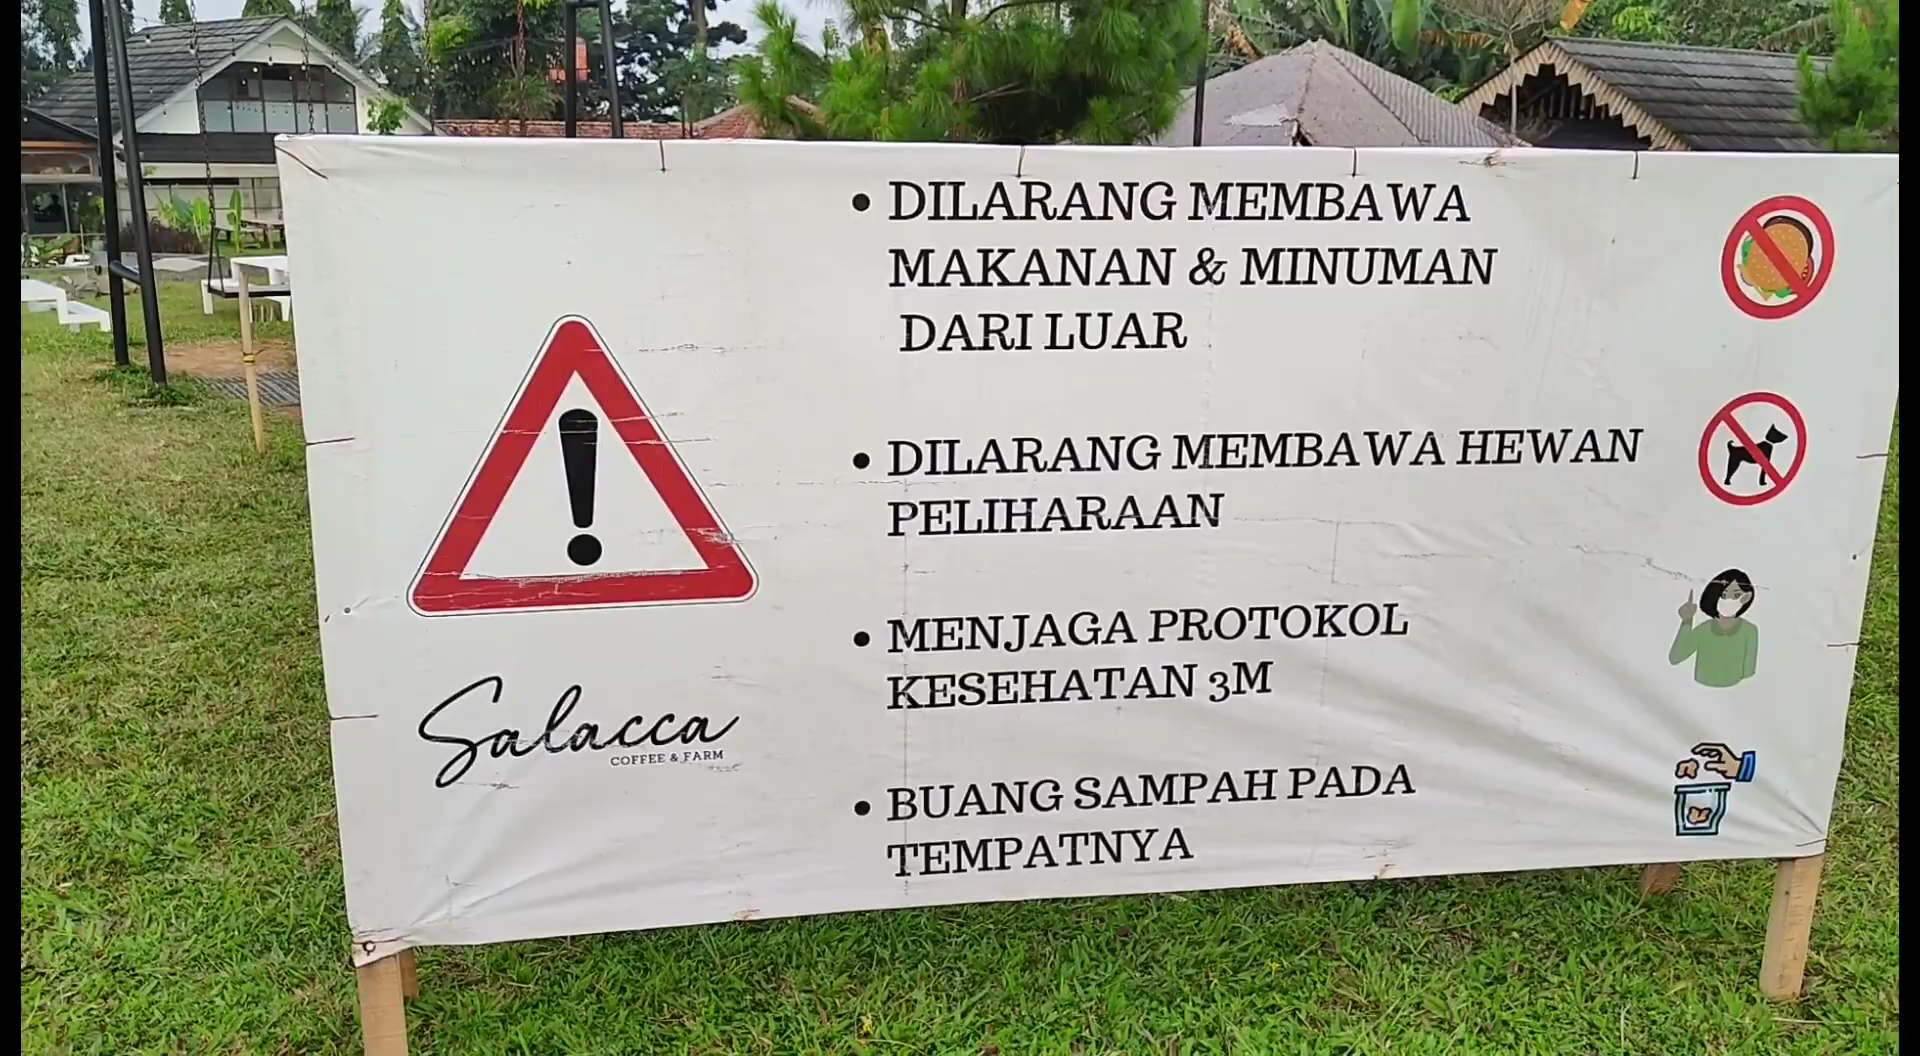 • DILARANG MEMBAWA
MAKANAN & MINUMAN
DARI LUAR
• DILARANG MEMBAWA HEWAN
PELIHARAAN
• MENJAGA PROTOKOL
KESEHATAN 3M
• BUANG SAMPAH PADA
TEMPATNYA
Salacca
COFFEE & FARM